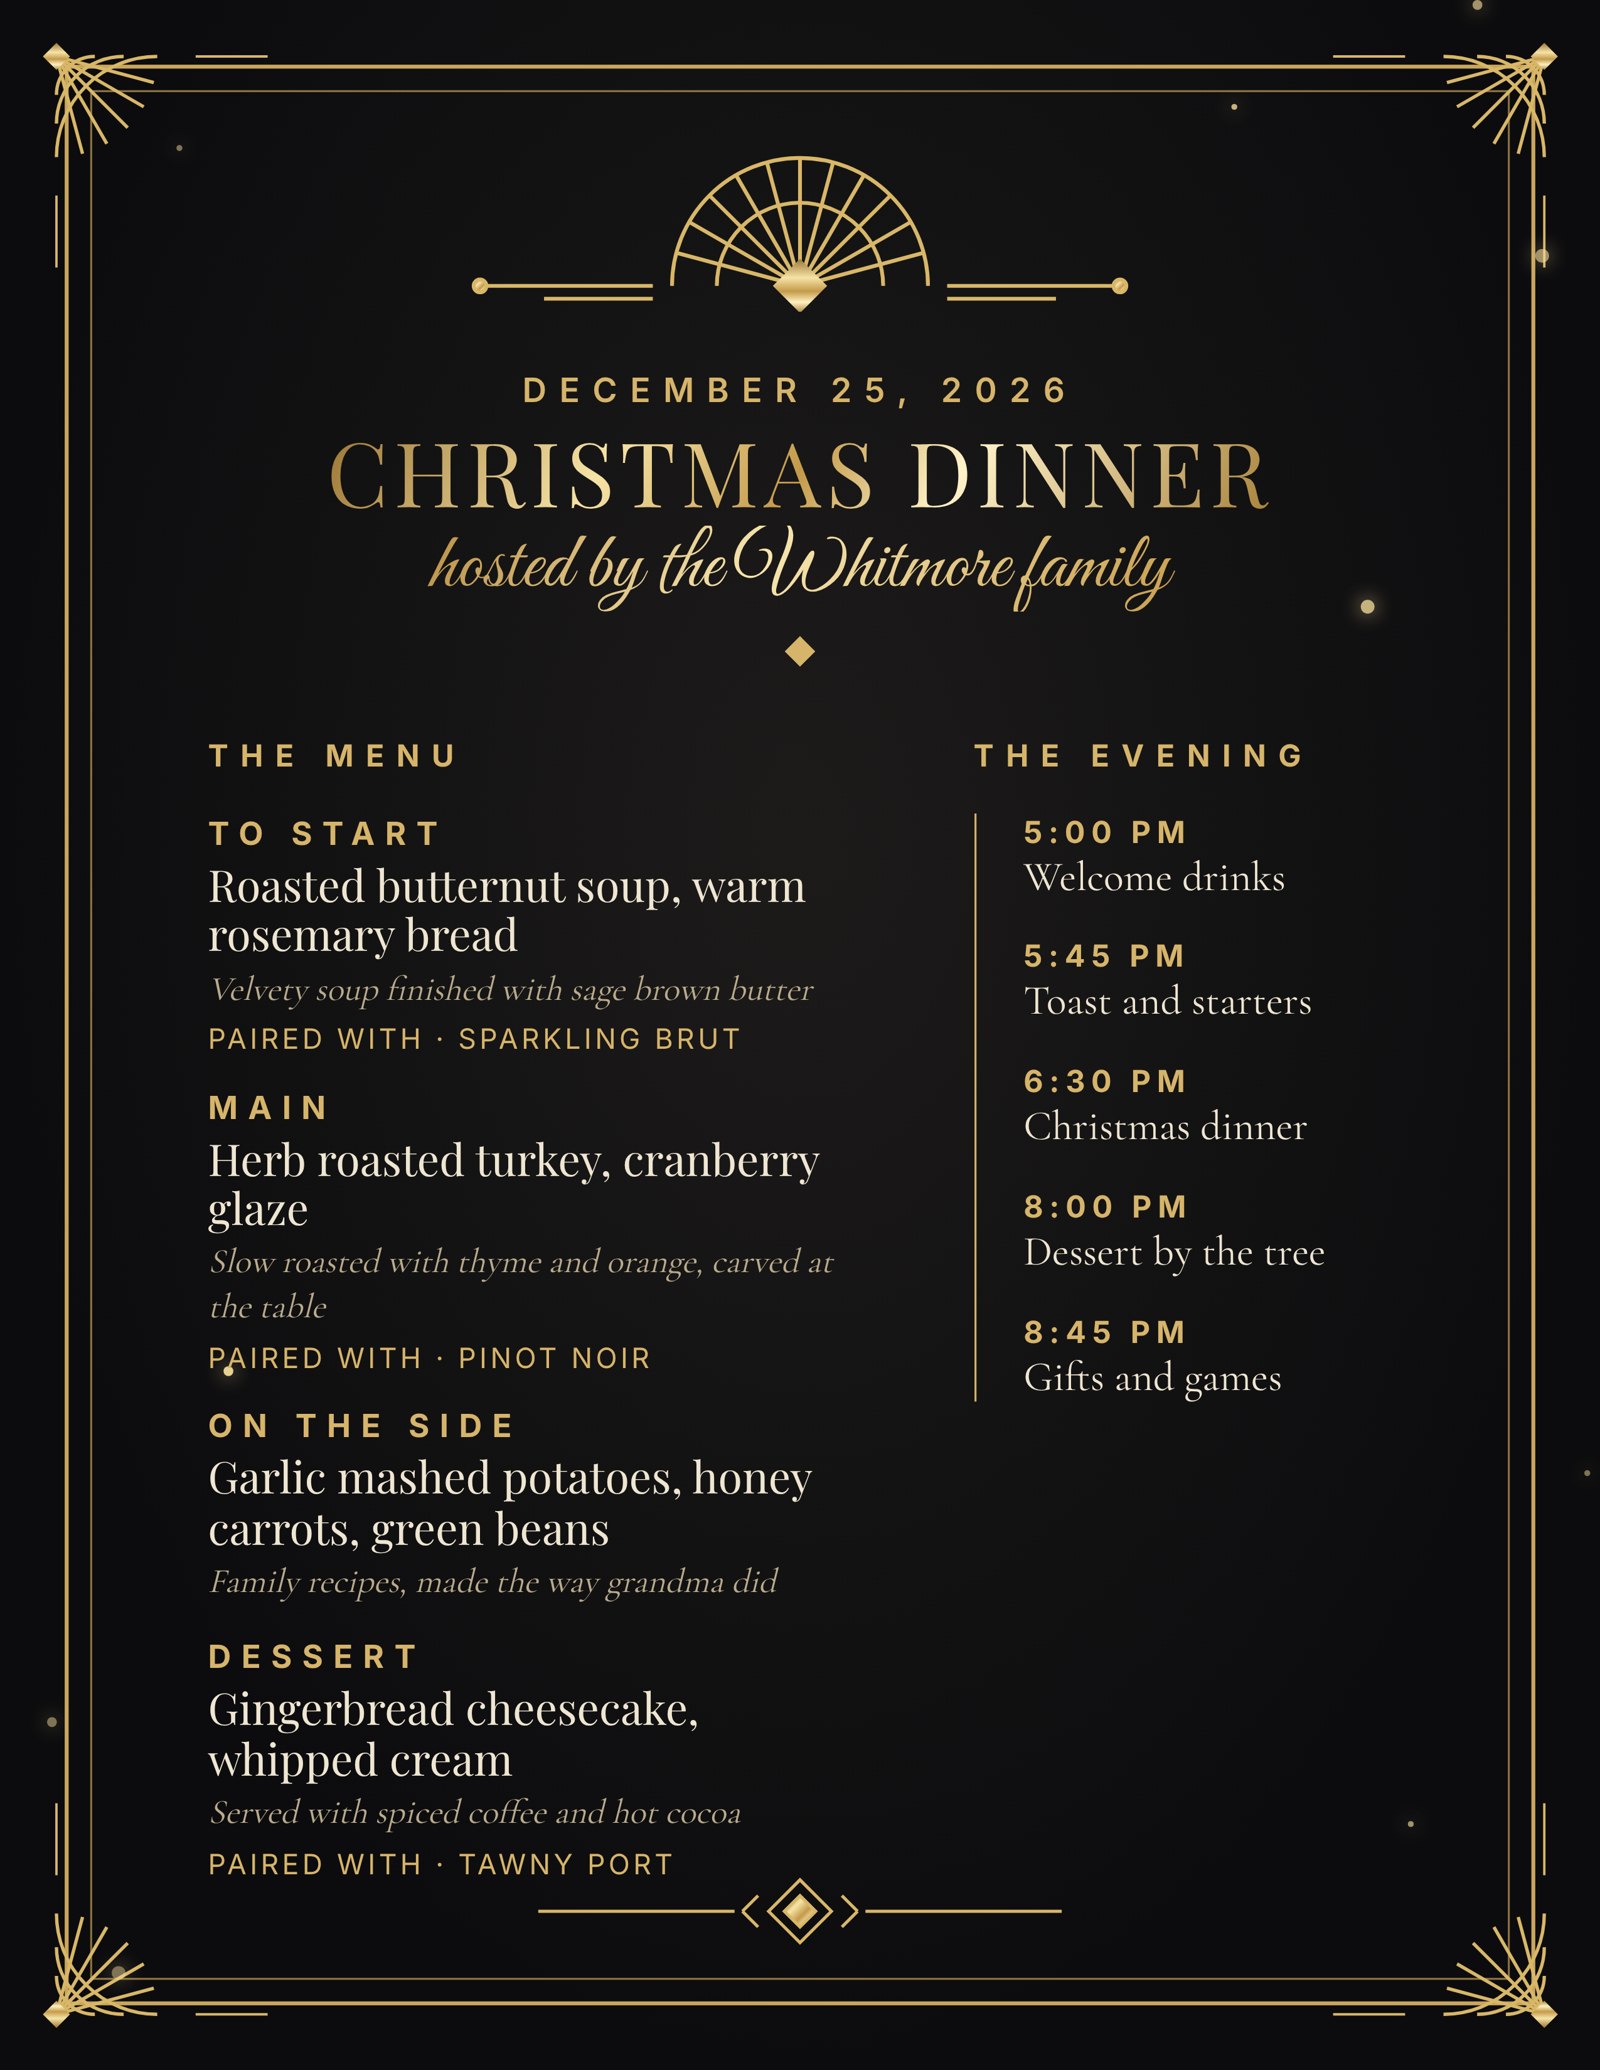 DECEMBER 25, 2026
CHRISTMAS DINNER
hosted by the Whitmore family
THE MENU
TO START
Roasted butternut soup, warm
rosemary bread
Velvety soup finished with sage brown butter
PAIRED WITH · SPARKLING BRUT
MAIN
Herb roasted turkey, cranberry
glaze
Slow roasted with thyme and orange, carved at
the table
PAIRED WITH · PINOT NOIR
ON THE SIDE
Garlic mashed potatoes, honey
carrots, green beans
Family recipes, made the way grandma did
DESSERT
Gingerbread cheesecake,
whipped cream
Served with spiced coffee and hot cocoa
PAIRED WITH · TAWNY PORT
THE EVENING
5:00 PM
Welcome drinks
5:45 PM
Toast and starters
6:30 PM
Christmas dinner
8:00 PM
Dessert by the tree
8:45 PM
Gifts and games